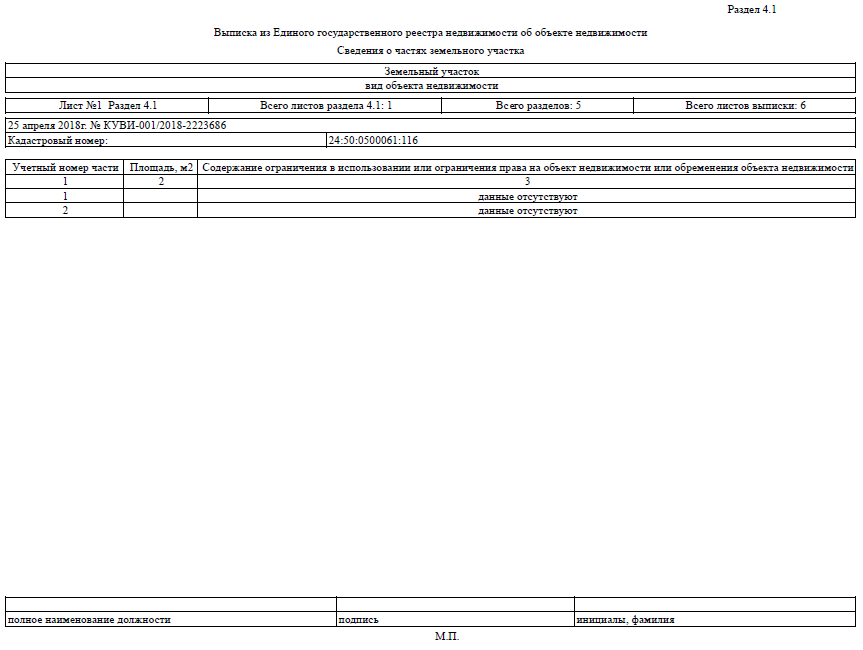 Раздел 4.1
Выписка из Единого государственного реестра недвижимости об объекте недвижимости
Сведения о частях земельного участка
Земельный участок
вид объекта недвижимости
Лист №1 Раздел 4.1 Всего листов раздела 4.1: 1 Всего разделов: 5 Всего листов выписки: 6
25 апреля 2018г. № КУВИ-001/2018-2223686
Кадастровый номер: 24:50:0500061:116
Учетный номер части Площадь, м2 Содержание ограничения в использовании или ограничения права на объект недвижимости или обременения объекта недвижимости
1 2 3
1 данные отсутствуют
2 данные отсутствуют
полное наименование должности подпись инициалы, фамилия
М.П.